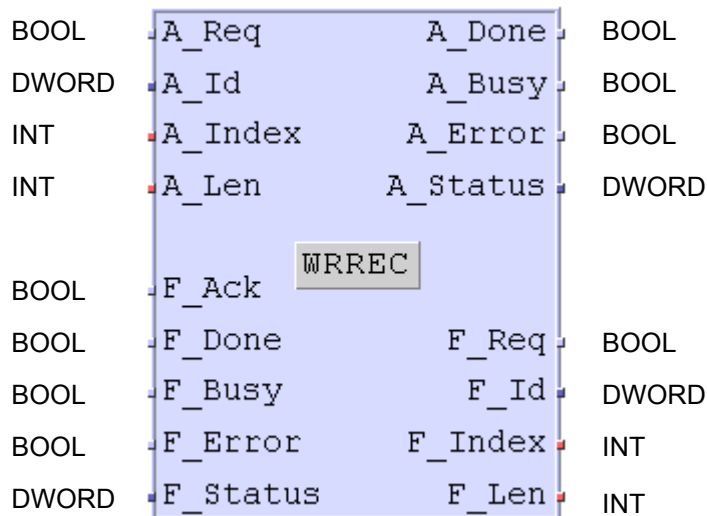 BOOL A_Req A_Done BOOL
DWORD A_Id A_Busy BOOL
INT A_Index A_Error BOOL
INT A_Len A_Status DWORD
WRREC
BOOL F_Ack
BOOL F_Done F_Req BOOL
BOOL F_Busy F_Id DWORD
BOOL F_Error F_Index INT
DWORD F_Status F_Len INT